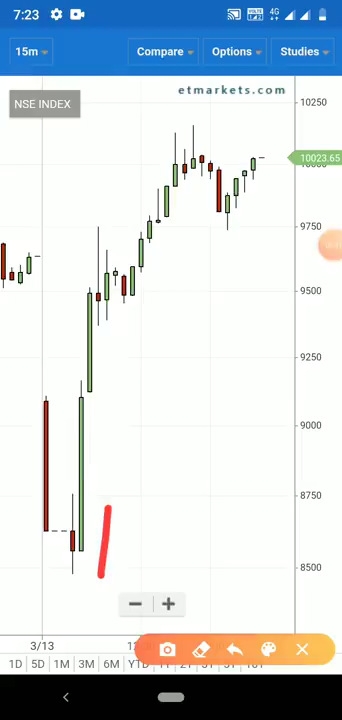 7:23
4G
15m
Compare
Options
Studies
NSE INDEX
etmarkets.com
10250
10023.65
9750
9500
9250
9000
8750
8500
3/13
1D 5D 1M 3M 6M YTD